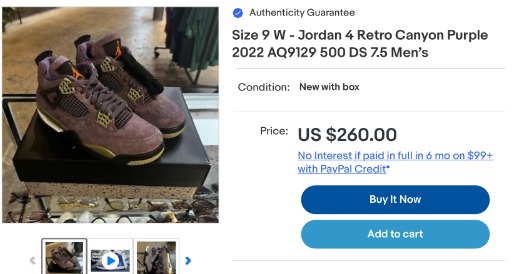 Authenticity Guarantee
Size 9 W - Jordan 4 Retro Canyon Purple
2022 AQ9129 500 DS 7.5 Men's
Condition: New with box
Price: US $260.00
No Interest if paid in full in 6 mo on $99+
with PayPal Credit*
Buy It Now
Add to cart